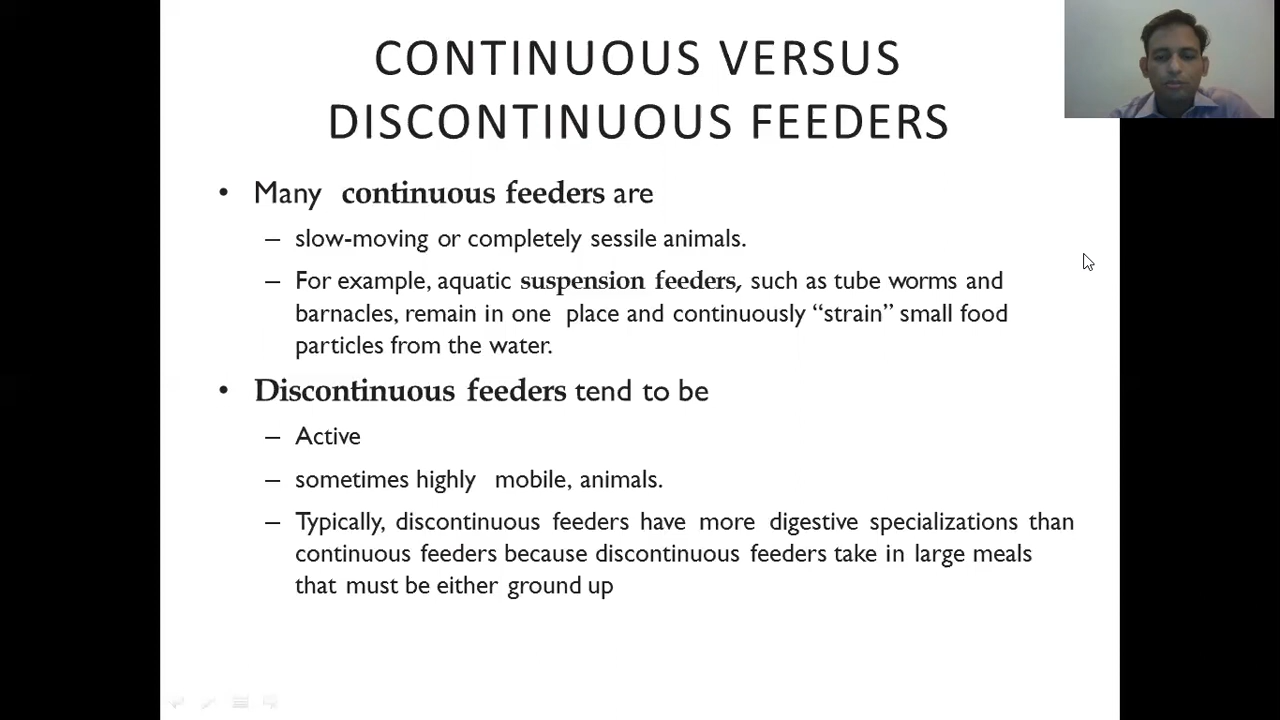 CONTINUOUS VERSUS
DISCONTINUOUS FEEDERS
• Many continuous feeders are
– slow-moving or completely sessile animals.
– For example, aquatic suspension feeders, such as tube worms and
barnacles, remain in one place and continuously “strain” small food
particles from the water.
• Discontinuous feeders tend to be
– Active
– sometimes highly mobile, animals.
– Typically, discontinuous feeders have more digestive specializations than
continuous feeders because discontinuous feeders take in large meals
that must be either ground up